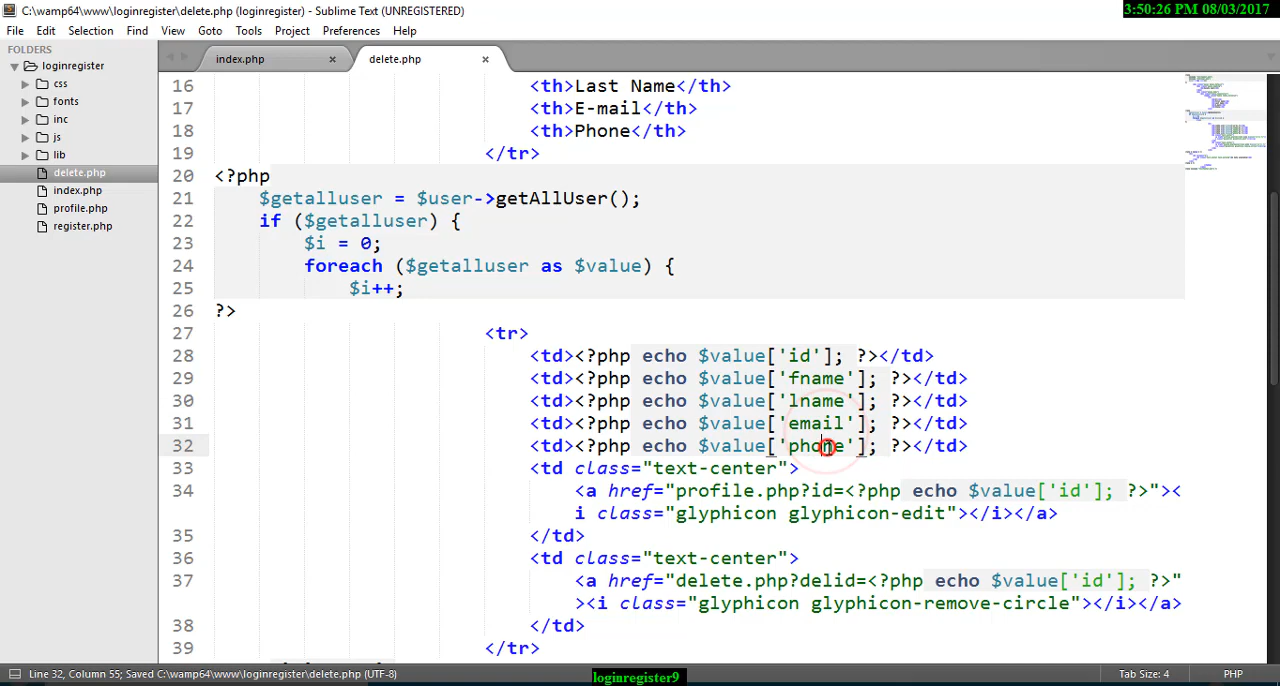 C:\wamp64\www\loginregister\delete.php (loginregister) - Sublime Text (UNREGISTERED)
3:50:26 PM 08/03/2017
File Edit Selection Find View Goto Tools Project Preferences Help
FOLDERS
loginregister
css
fonts
inc
js
lib
delete.php
index.php
profile.php
register.php
index.php × delete.php ×
16 <th>Last Name</th>
17 <th>E-mail</th>
18 <th>Phone</th>
19 </tr>
20 <?php
21 $getalluser = $user->getAllUser();
22 if ($getalluser) {
23 $i = 0;
24 foreach ($getalluser as $value) {
25 $i++;
26 ?>
27 <tr>
28 <td><?php echo $value['id']; ?></td>
29 <td><?php echo $value['fname']; ?></td>
30 <td><?php echo $value['lname']; ?></td>
31 <td><?php echo $value['email']; ?></td>
32 <td><?php echo $value['phone']; ?></td>
33 <td class="text-center">
34 <a href="profile.php?id=<?php echo $value['id']; ?>"><
i class="glyphicon glyphicon-edit"></i></a>
35 </td>
36 <td class="text-center">
37 <a href="delete.php?delid=<?php echo $value['id']; ?>"
><i class="glyphicon glyphicon-remove-circle"></i></a>
38 </td>
39 </tr>
Line 32, Column 55; Saved C:\wamp64\www\loginregister\delete.php (UTF-8)
loginregister9
Tab Size: 4
PHP